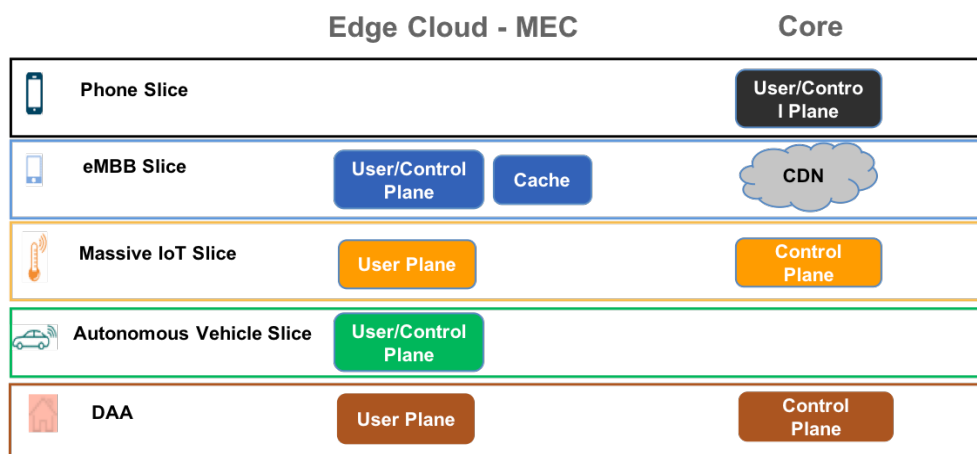 Edge Cloud - MEC
Core
Phone Slice
User/Contro
l Plane
eMBB Slice
User/Control
Plane
Cache
CDN
Massive IoT Slice
User Plane
Control
Plane
Autonomous Vehicle Slice
User/Control
Plane
DAA
User Plane
Control
Plane